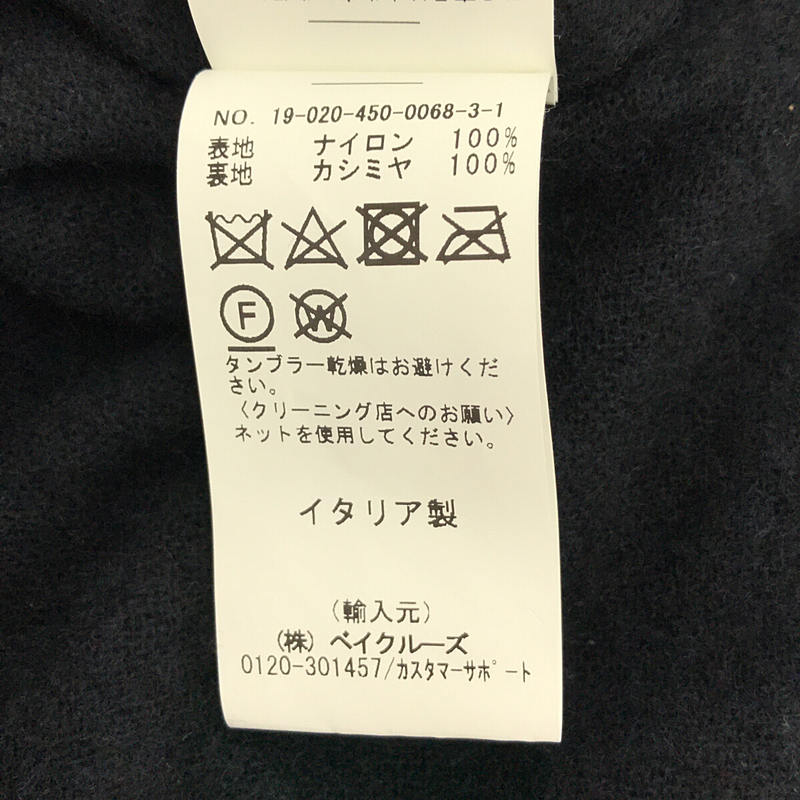 NO. 19-020-450-0068-3-1
表地 ナイロン 100%
裏地 カシミヤ 100%
F W
タンブラー乾燥はお避けくだ
さい。
〈クリーニング店へのお願い〉
ネットを使用してください。
イタリア製
(輸入元)
(株) ベイクルーズ
0120-301457/カスタマーサポート